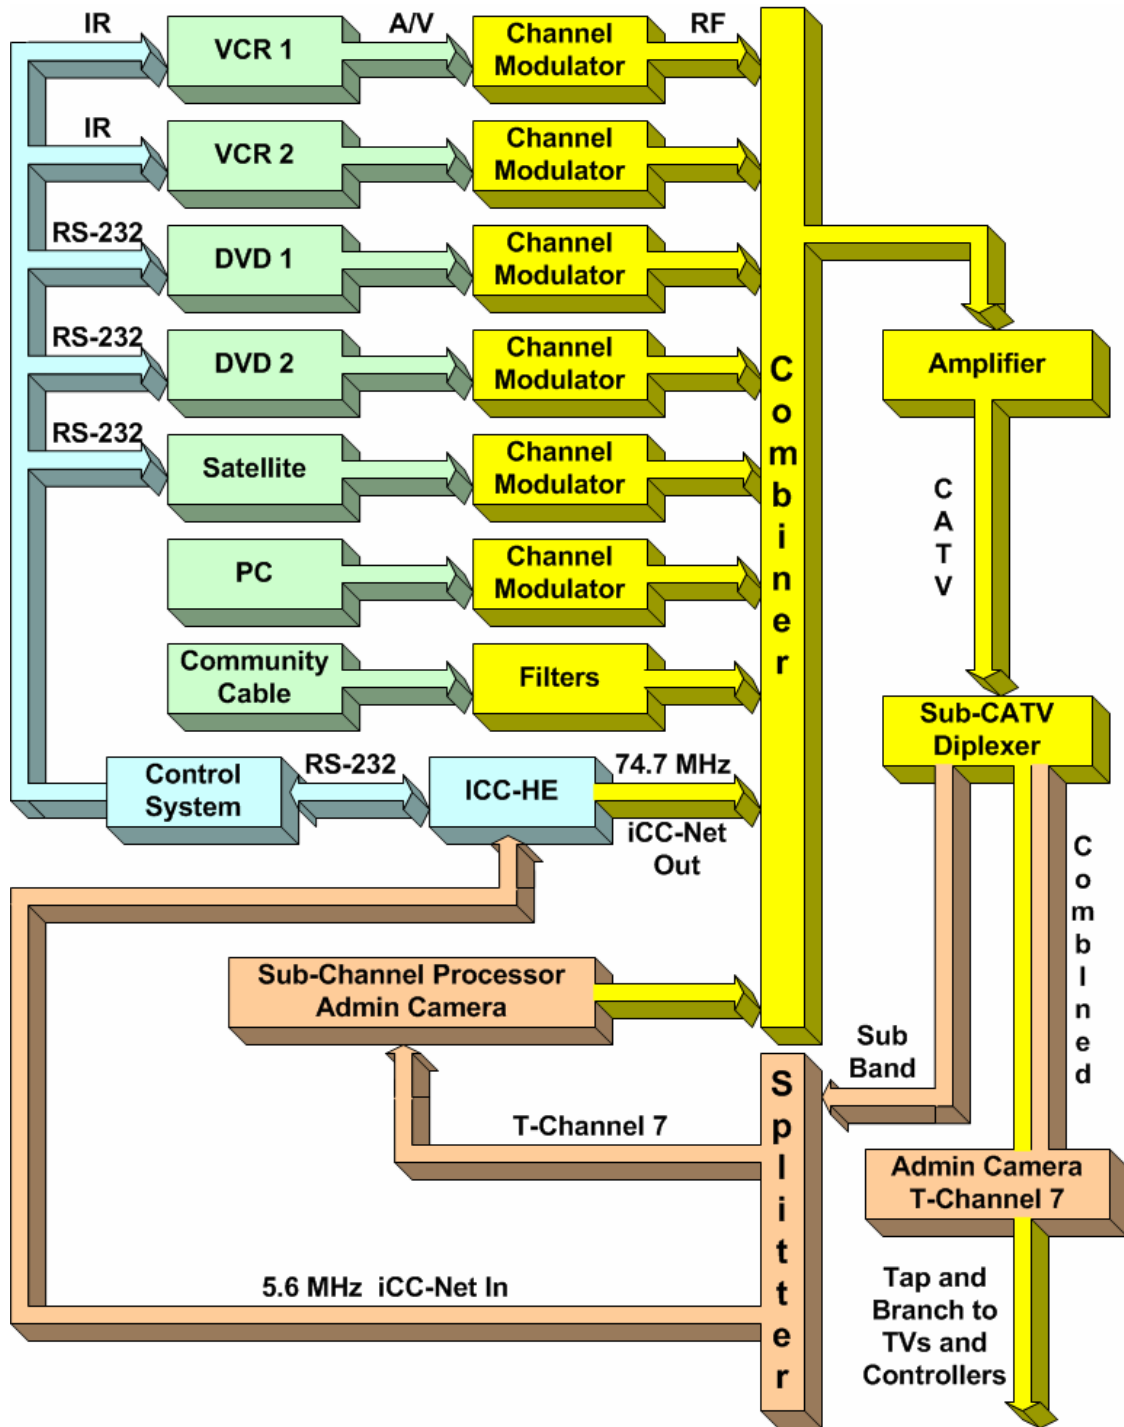 IR
VCR 1
A/V
Channel
Modulator
RF
IR
VCR 2
Channel
Modulator
RS-232
DVD 1
Channel
Modulator
RS-232
DVD 2
Channel
Modulator
RS-232
Satellite
Channel
Modulator
PC
Channel
Modulator
Community
Cable
Filters
Combiner
Amplifier
CATV
Sub-CATV
Diplexer
Control
System
RS-232
ICC-HE
74.7 MHz
iCC-Net
Out
CombIned
Sub-Channel Processor
Admin Camera
Sub
Band
Splitter
T-Channel 7
Admin Camera
T-Channel 7
5.6 MHz iCC-Net In
Tap and
Branch to
TVs and
Controllers